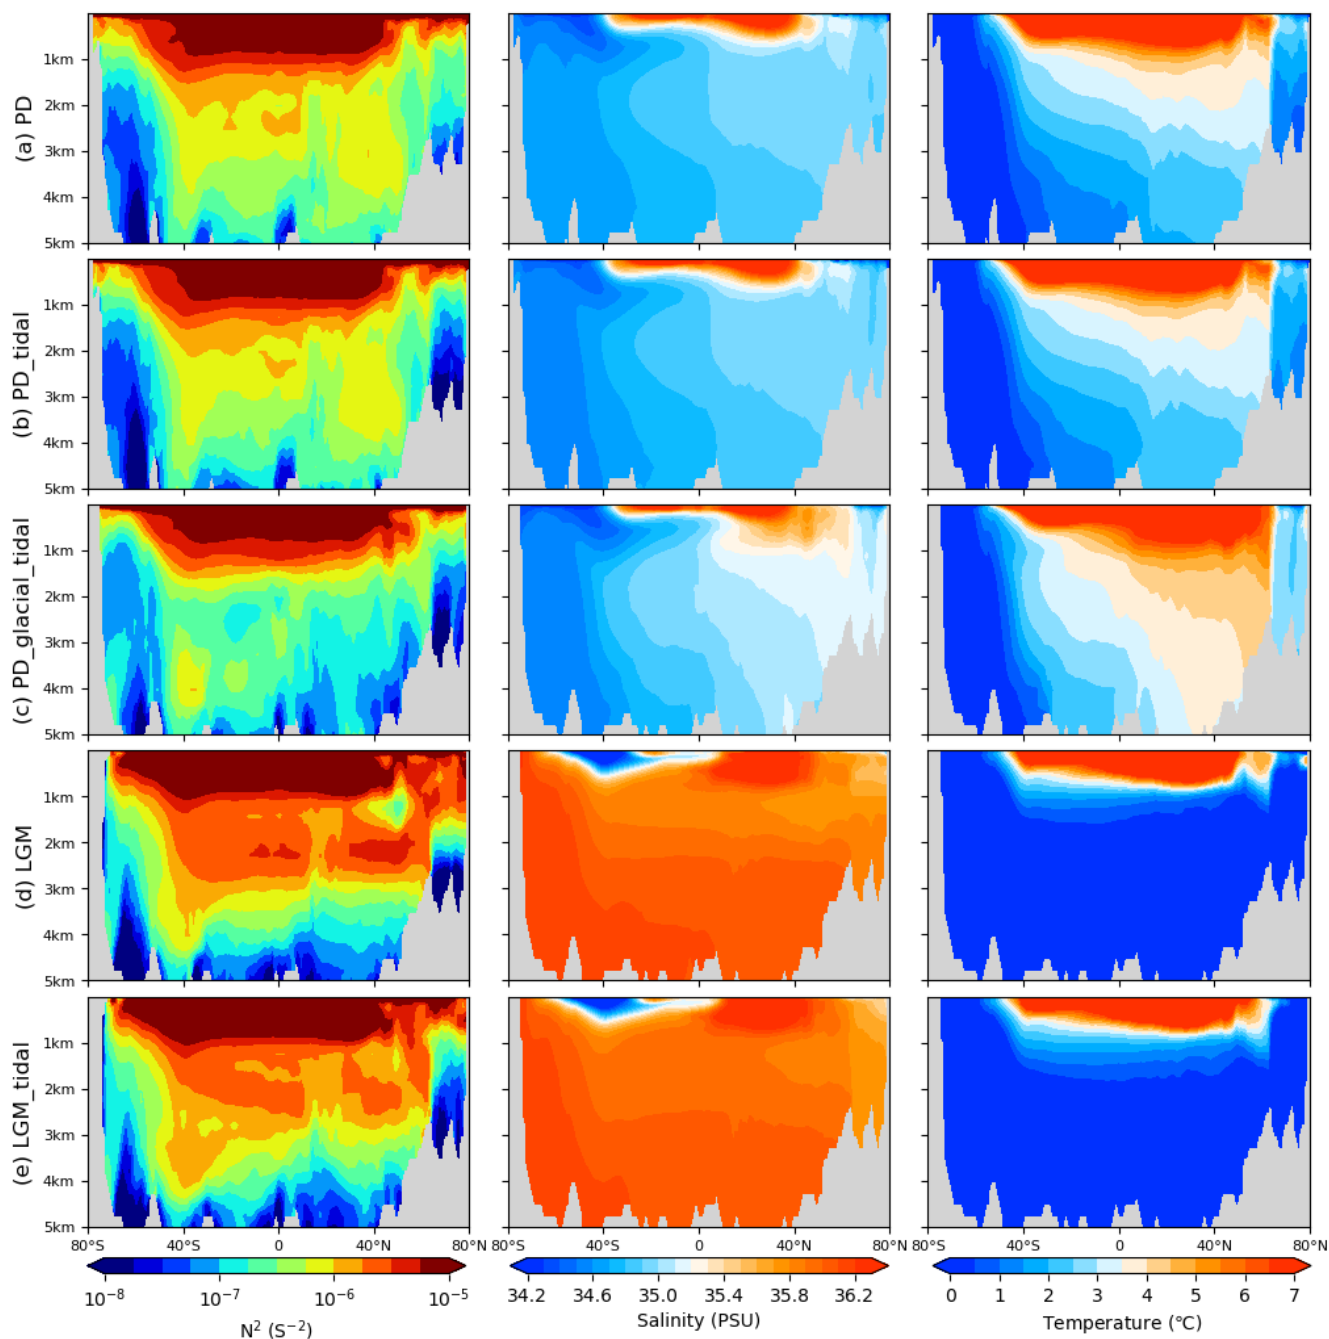 (a) PD
1km
2km
3km
4km
5km
(b) PD_tidal
1km
2km
3km
4km
5km
(c) PD_glacial_tidal
1km
2km
3km
4km
5km
(d) LGM
1km
2km
3km
4km
5km
(e) LGM_tidal
1km
2km
3km
4km
5km
80°S 40°S 0 40°N 80°N
80°S 40°S 0 40°N 80°N
80°S 40°S 0 40°N 80°N
10⁻⁸ 10⁻⁷ 10⁻⁶ 10⁻⁵
N² (S⁻²)
34.2 34.6 35.0 35.4 35.8 36.2
Salinity (PSU)
0 1 2 3 4 5 6 7
Temperature (℃)